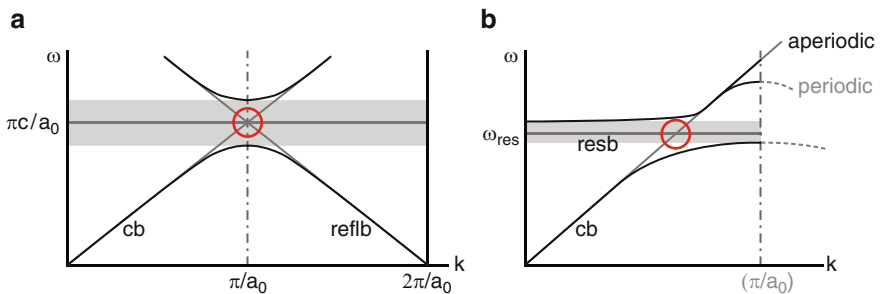 a
ω
πc/a₀
cb
reflb
k
π/a₀
2π/a₀
b
ω
aperiodic
periodic
ωres
resb
cb
k
(π/a₀)